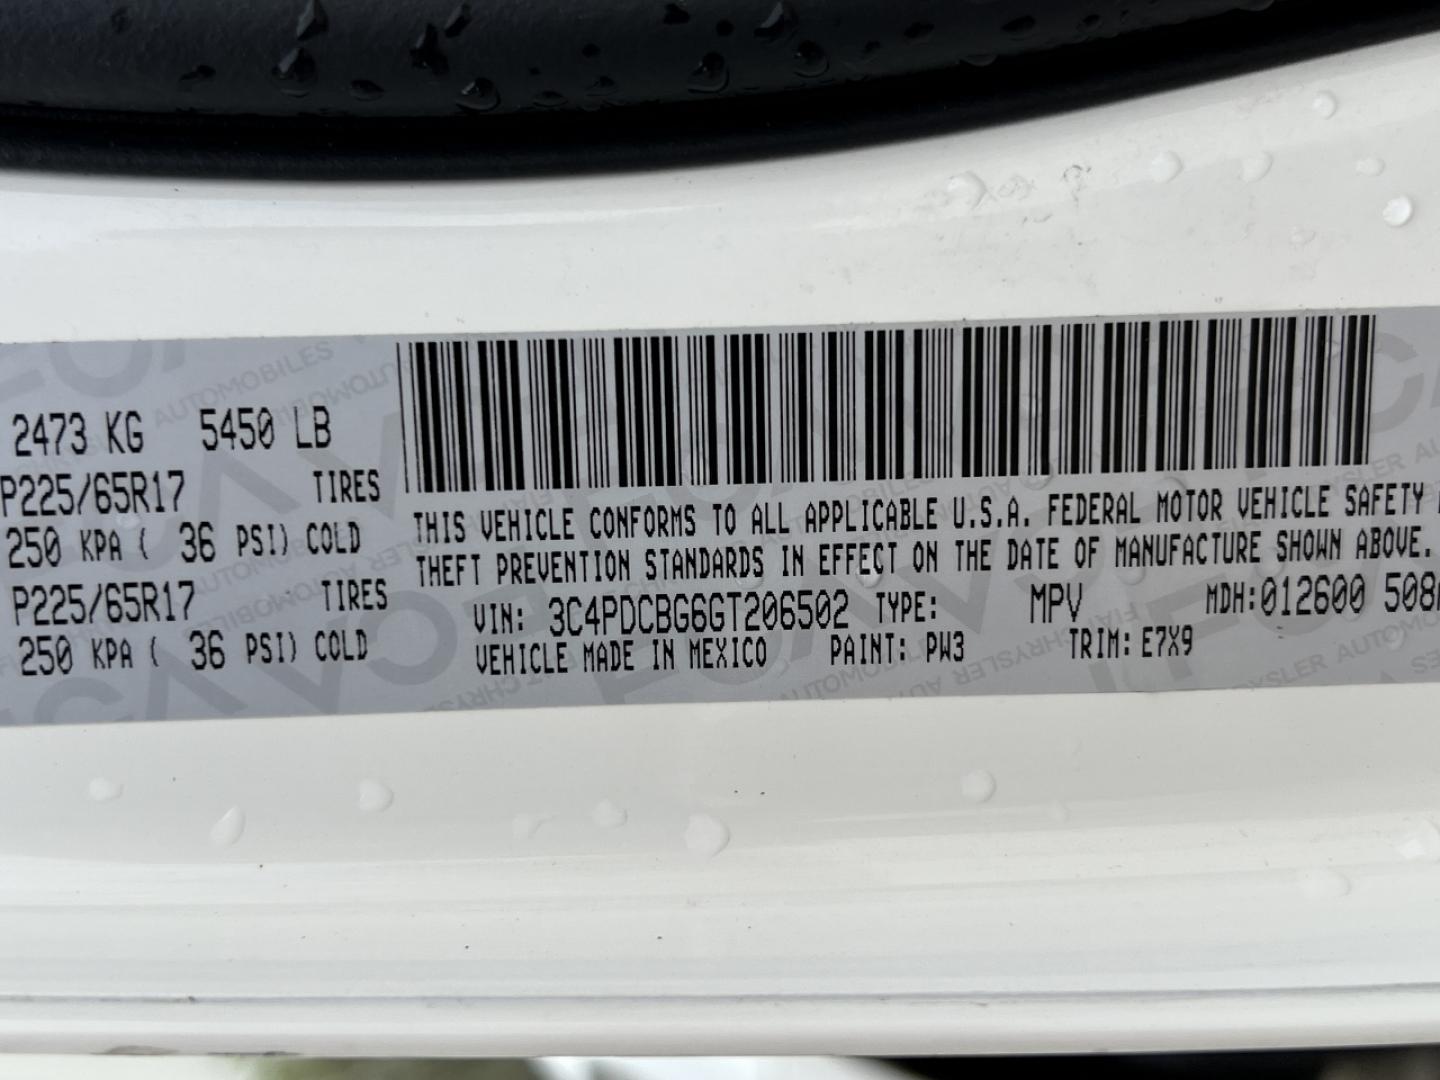 2473 KG 5450 LB
P225/65R17 TIRES
250 KPA ( 36 PSI) COLD
P225/65R17 TIRES
250 KPA ( 36 PSI) COLD
THIS VEHICLE CONFORMS TO ALL APPLICABLE U.S.A. FEDERAL MOTOR VEHICLE SAFETY
THEFT PREVENTION STANDARDS IN EFFECT ON THE DATE OF MANUFACTURE SHOWN ABOVE.
VIN: 3C4PDCBG6GT206502 TYPE: MPV MDH:012600 508
VEHICLE MADE IN MEXICO PAINT: PW3 TRIM: E7X9